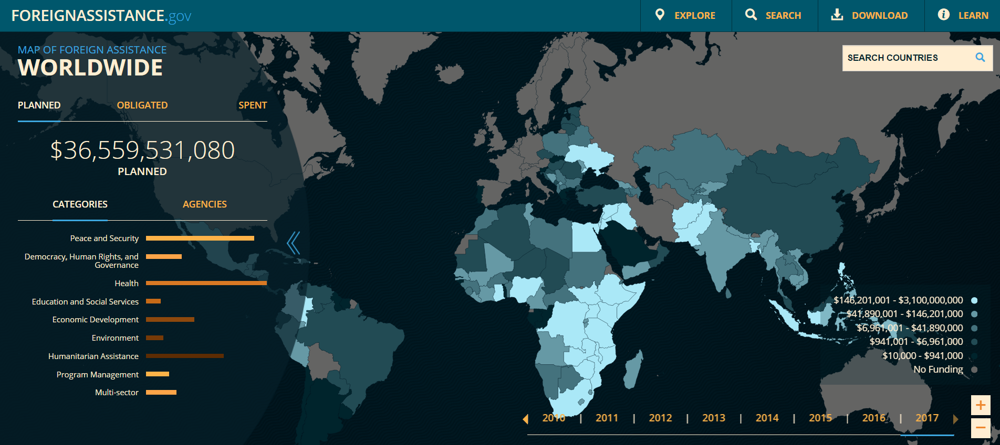 FOREIGNASSISTANCE.gov
EXPLORE
SEARCH
DOWNLOAD
LEARN
MAP OF FOREIGN ASSISTANCE
WORLDWIDE
SEARCH COUNTRIES
PLANNED OBLIGATED SPENT
$36,559,531,080
PLANNED
CATEGORIES AGENCIES
Peace and Security
Democracy, Human Rights, and
Governance
Health
Education and Social Services
Economic Development
Environment
Humanitarian Assistance
Program Management
Multi-sector
$146,201,001 - $3,100,000,000
$41,890,001 - $146,201,000
$6,961,001 - $41,890,000
$941,001 - $6,961,000
$10,000 - $941,000
No Funding
2010 | 2011 | 2012 | 2013 | 2014 | 2015 | 2016 | 2017